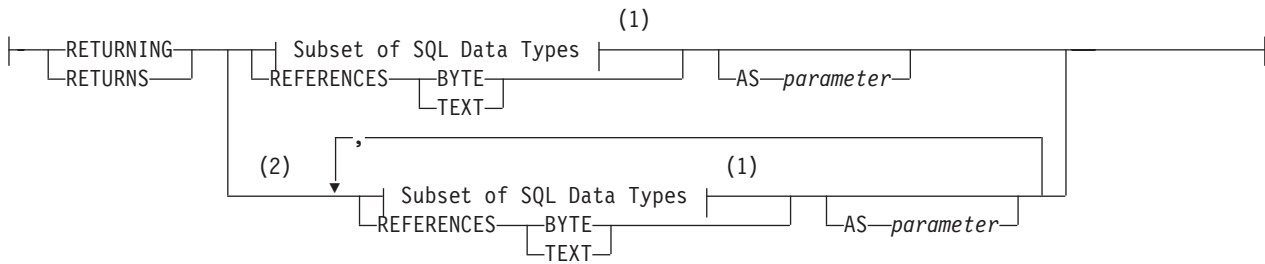 (1)
RETURNING Subset of SQL Data Types
RETURNS REFERENCES BYTE AS parameter
TEXT
,
(2) (1)
Subset of SQL Data Types
REFERENCES BYTE AS parameter
TEXT